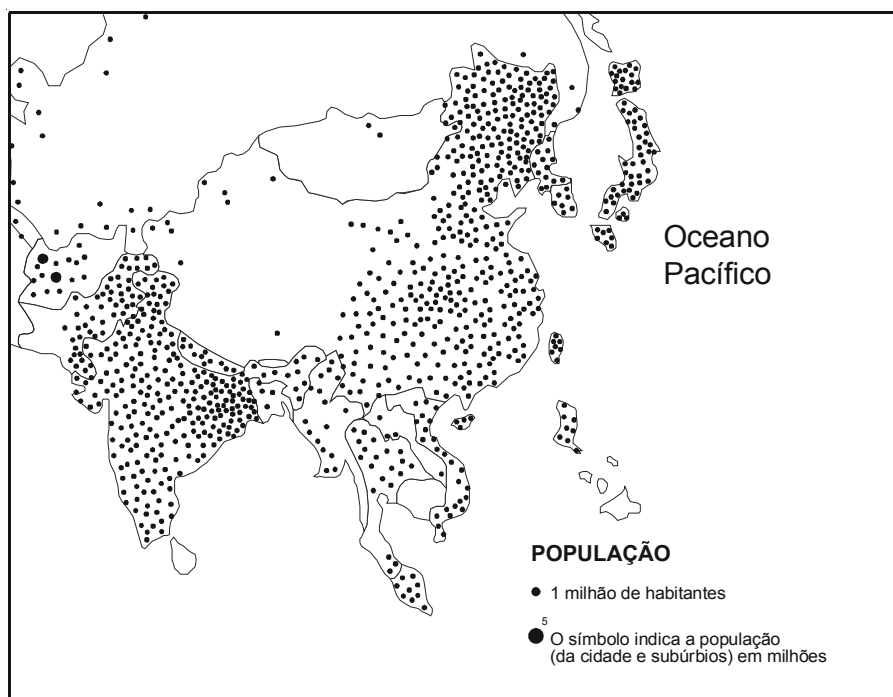 Oceano
Pacífico
POPULAÇÃO
1 milhão de habitantes
5
O símbolo indica a população
(da cidade e subúrbios) em milhões